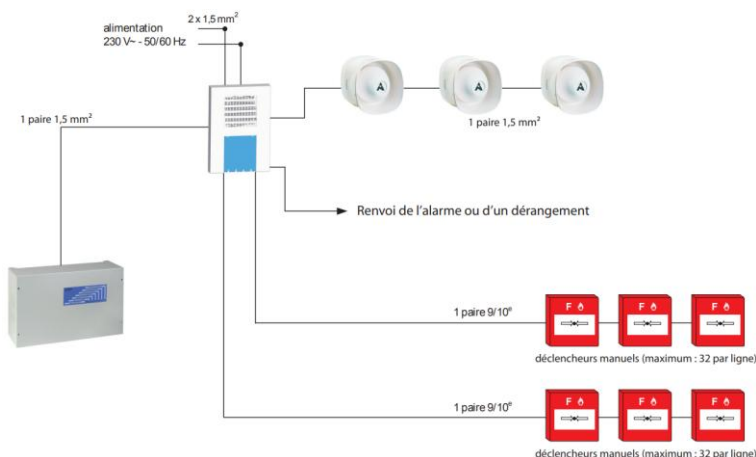 2 x 1,5 mm²
alimentation
230 V~ - 50/60 Hz
A
A
A
1 paire 1,5 mm²
1 paire 1,5 mm²
Renvoi de l'alarme ou d'un dérangement
1 paire 9/10e
F
F
F
déclencheurs manuels (maximum : 32 par ligne)
1 paire 9/10e
F
F
F
déclencheurs manuels (maximum : 32 par ligne)